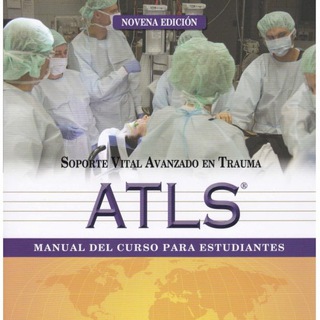 NOVENA EDICIÓN
SOPORTE VITAL AVANZADO EN TRAUMA
ATLS®
MANUAL DEL CURSO PARA ESTUDIANTES